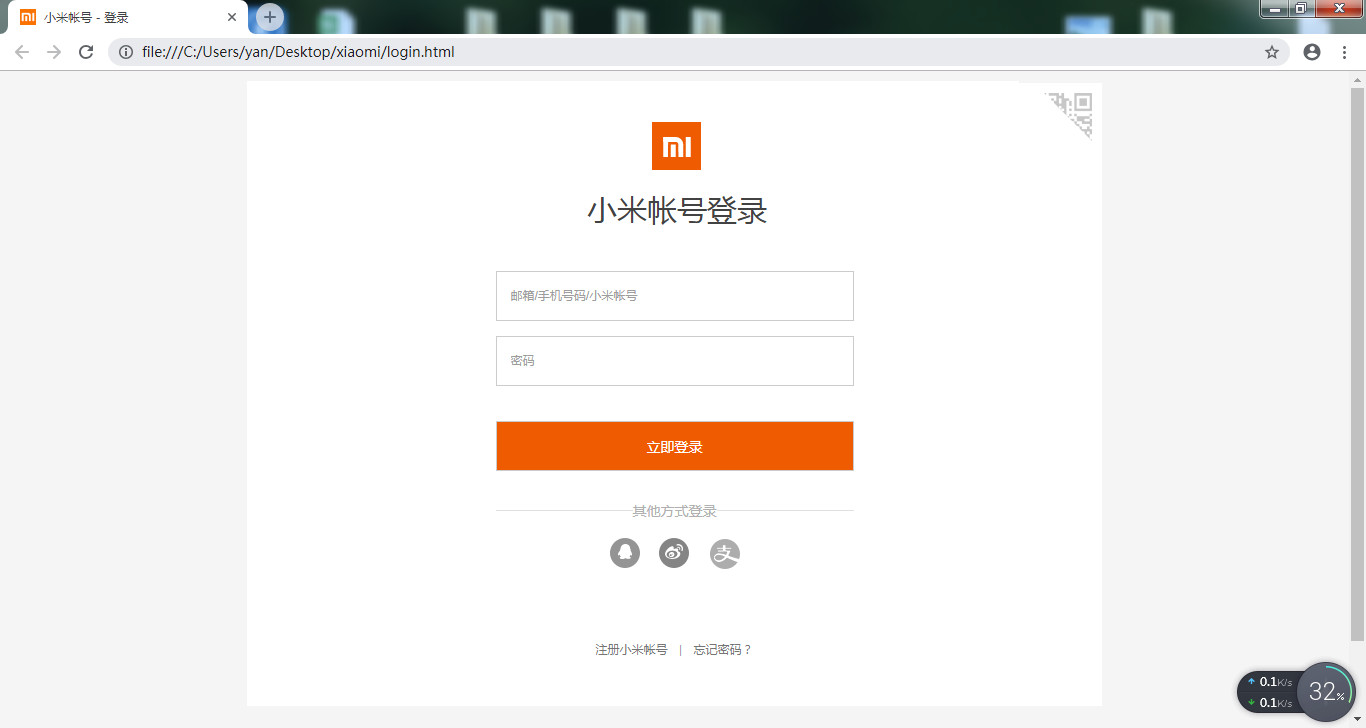 小米帐号 - 登录
file:///C:/Users/yan/Desktop/xiaomi/login.html
小米帐号登录
邮箱/手机号码/小米帐号
密码
立即登录
其他方式登录
支
注册小米帐号 | 忘记密码？
0.1K/s
0.1K/s
32%